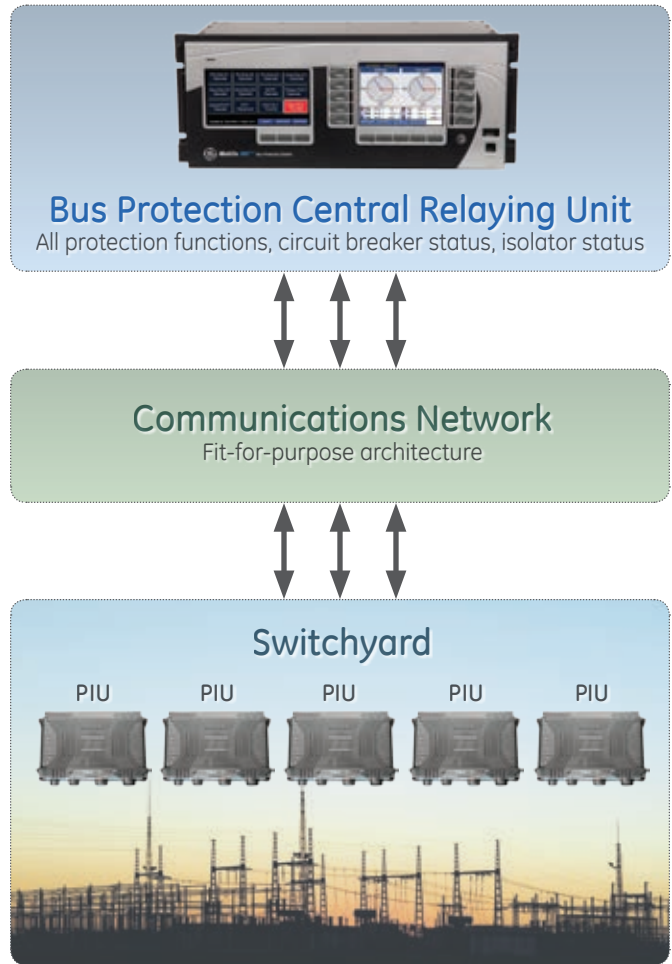 Bus Protection Central Relaying Unit
All protection functions, circuit breaker status, isolator status
Communications Network
Fit-for-purpose architecture
Switchyard
PIU PIU PIU PIU PIU